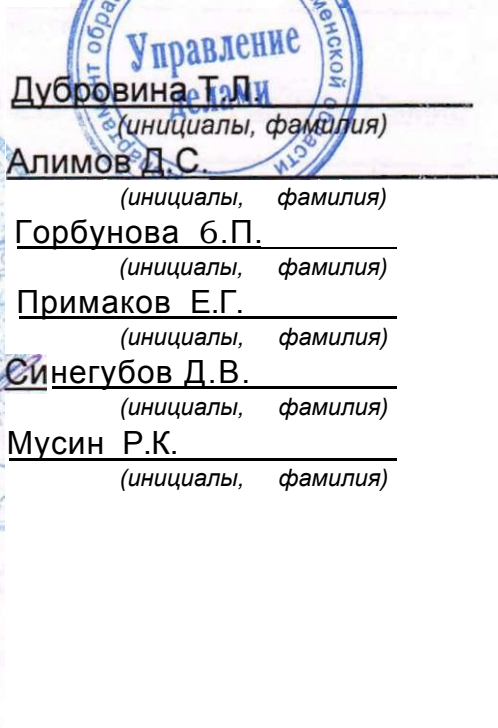 Управление
делами
Дубровина Т.Л.
(инициалы, фамилия)
Алимов Д.С.
(инициалы, фамилия)
Горбунова 6.П.
(инициалы, фамилия)
Примаков Е.Г.
(инициалы, фамилия)
Синегубов Д.В.
(инициалы, фамилия)
Мусин Р.К.
(инициалы, фамилия)